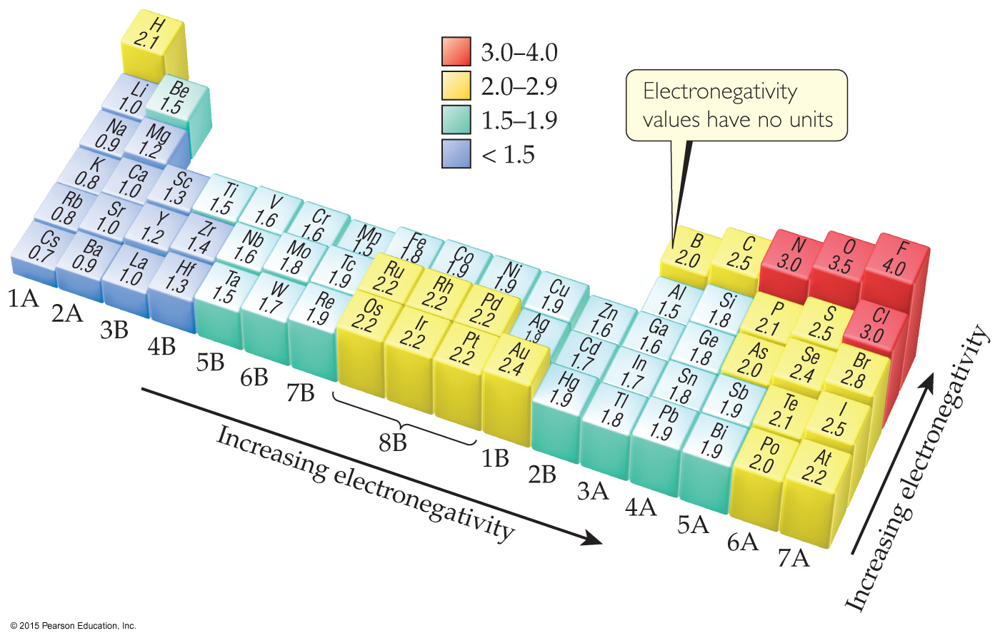 H
2.1
3.0–4.0
2.0–2.9
1.5–1.9
< 1.5
Electronegativity
values have no units
Li
1.0
Be
1.5
Na
0.9
Mg
1.2
K
0.8
Ca
1.0
Sc
1.3
Ti
1.5
V
1.6
Cr
1.6
Mn
1.5
Fe
1.8
Co
1.9
Ni
1.9
Cu
1.9
Zn
1.6
B
2.0
C
2.5
N
3.0
O
3.5
F
4.0
Al
1.5
Si
1.8
P
2.1
S
2.5
Cl
3.0
Ga
1.6
Ge
1.8
As
2.0
Se
2.4
Br
2.8
Rb
0.8
Sr
1.0
Y
1.2
Zr
1.4
Nb
1.6
Mo
1.8
Tc
1.9
Ru
2.2
Rh
2.2
Pd
2.2
Ag
1.9
Cd
1.7
In
1.7
Sn
1.8
Sb
1.9
Te
2.1
I
2.5
Cs
0.7
Ba
0.9
La
1.0
Hf
1.3
Ta
1.5
W
1.7
Re
1.9
Os
2.2
Ir
2.2
Pt
2.2
Au
2.4
Hg
1.9
Tl
1.8
Pb
1.9
Bi
1.9
Po
2.0
At
2.2
1A
2A
3B
4B
5B
6B
7B
8B
1B
2B
3A
4A
5A
6A
7A
Increasing electronegativity
Increasing electronegativity
© 2015 Pearson Education, Inc.